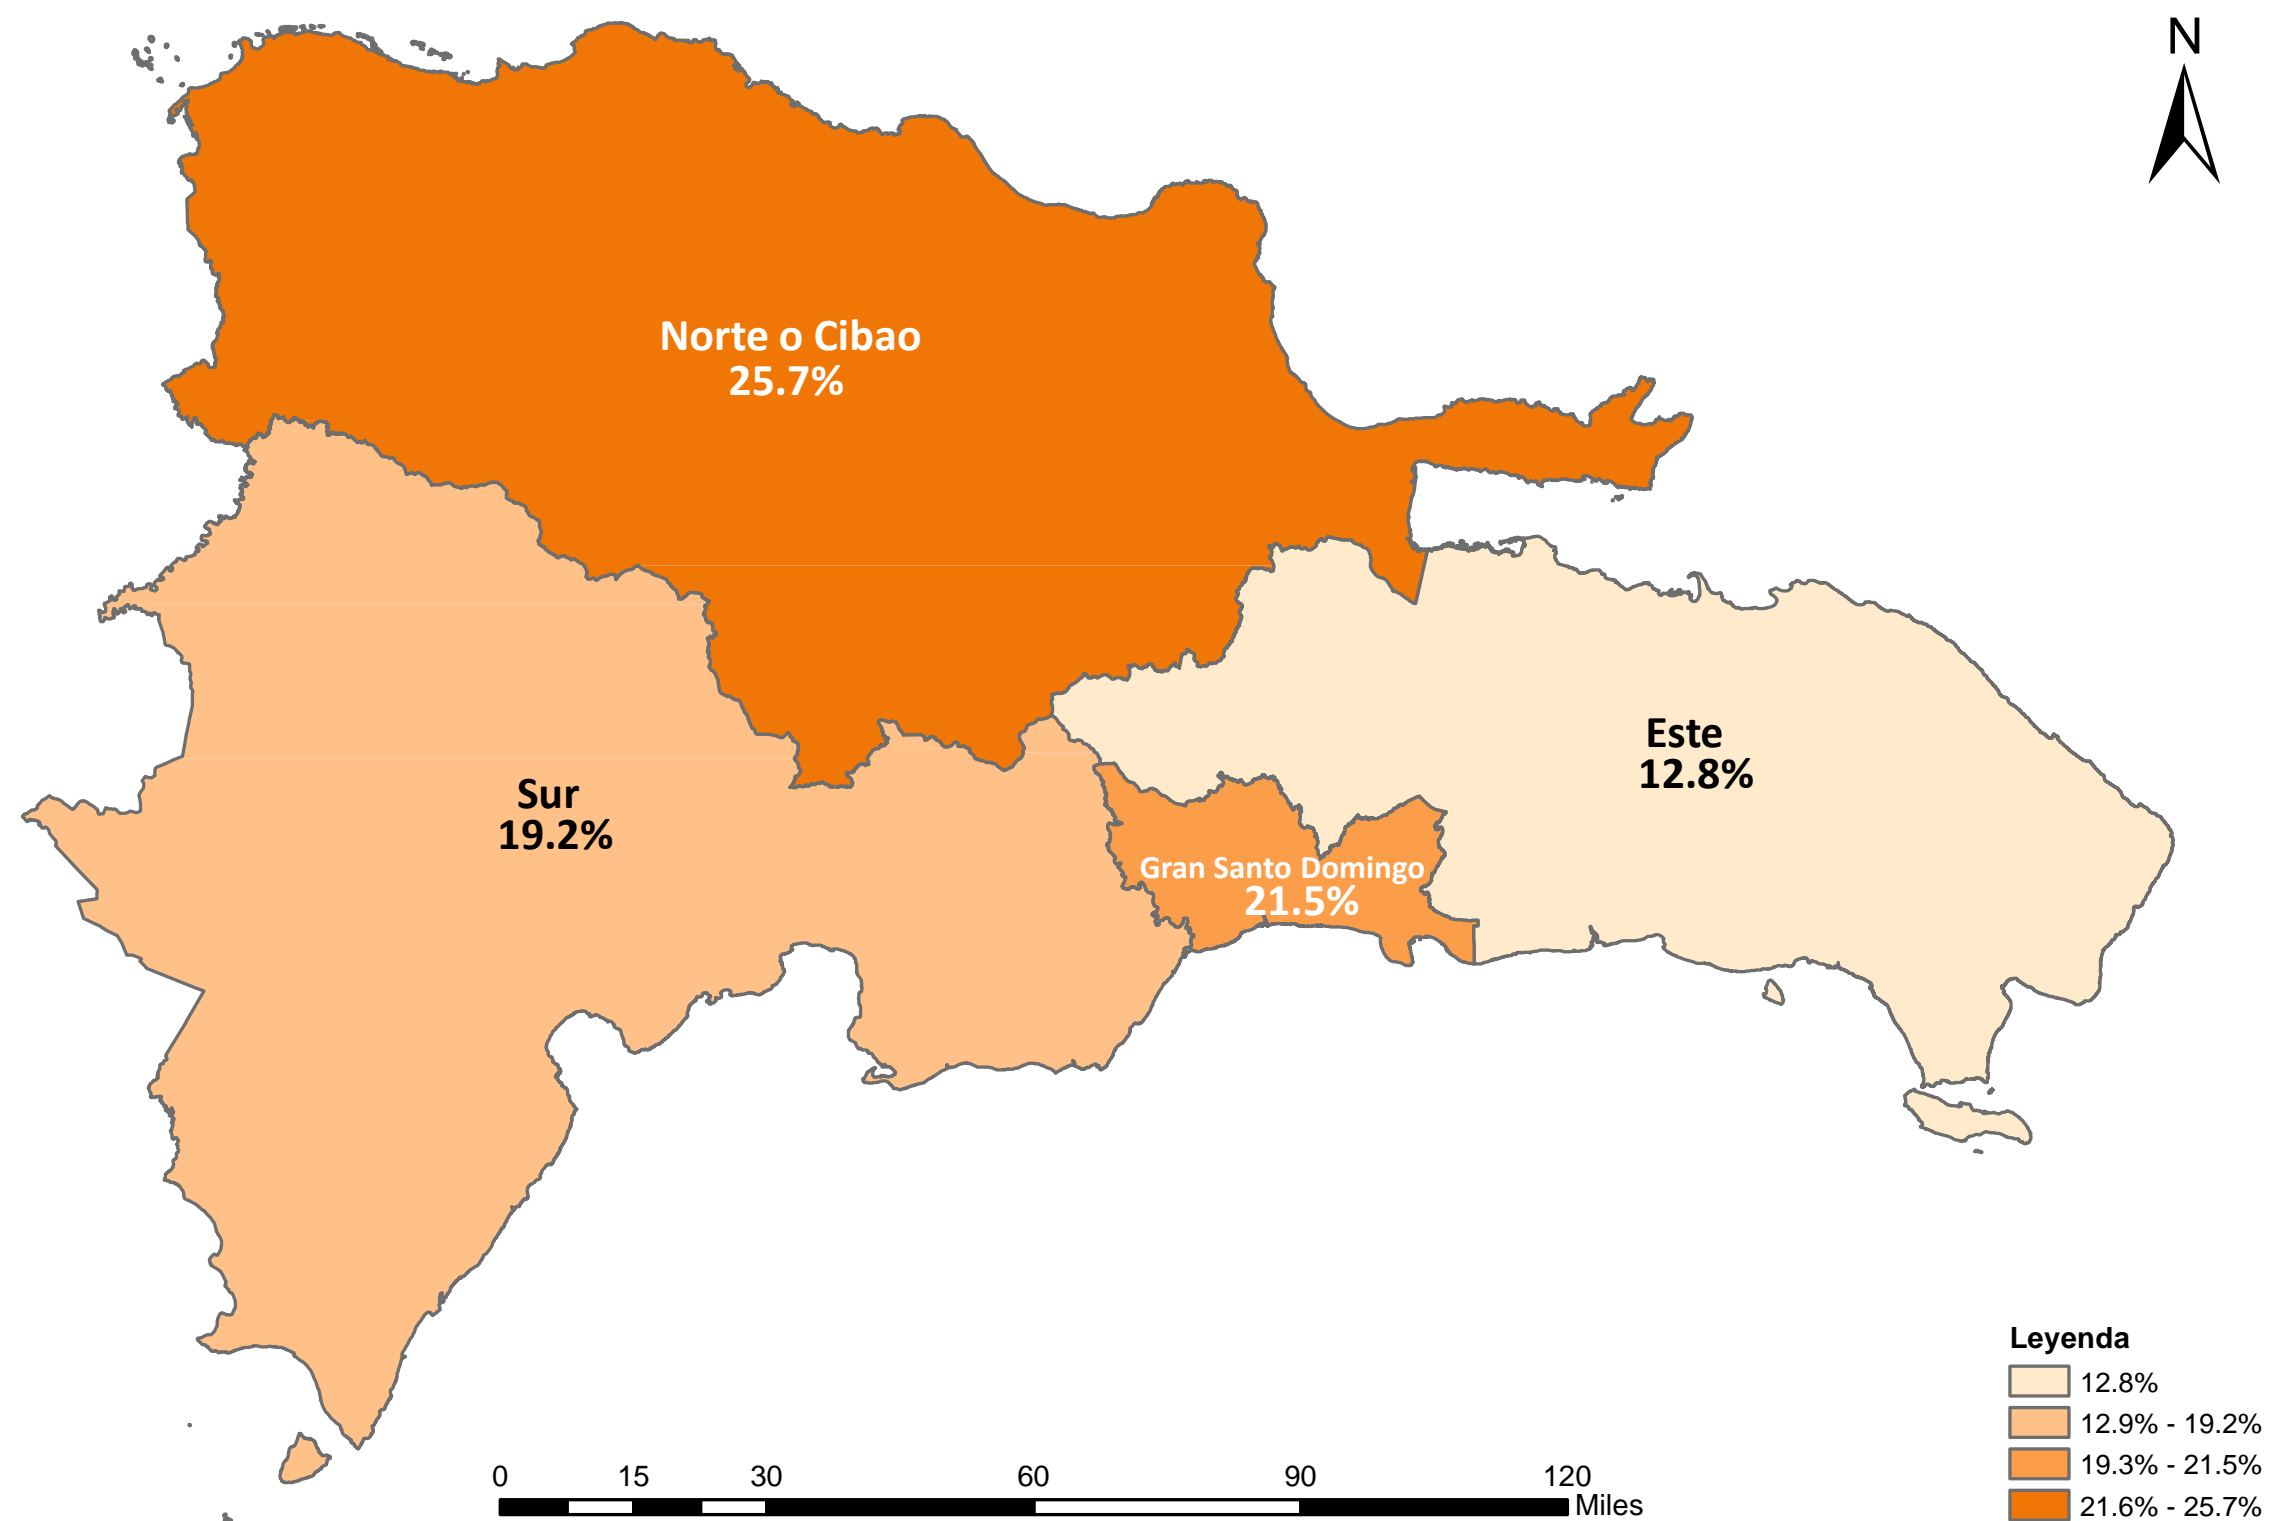 N
Norte o Cibao
25.7%
Este
12.8%
Sur
19.2%
Gran Santo Domingo
21.5%
Leyenda
12.8%
12.9% - 19.2%
19.3% - 21.5%
21.6% - 25.7%
0 15 30 60 90 120
Miles